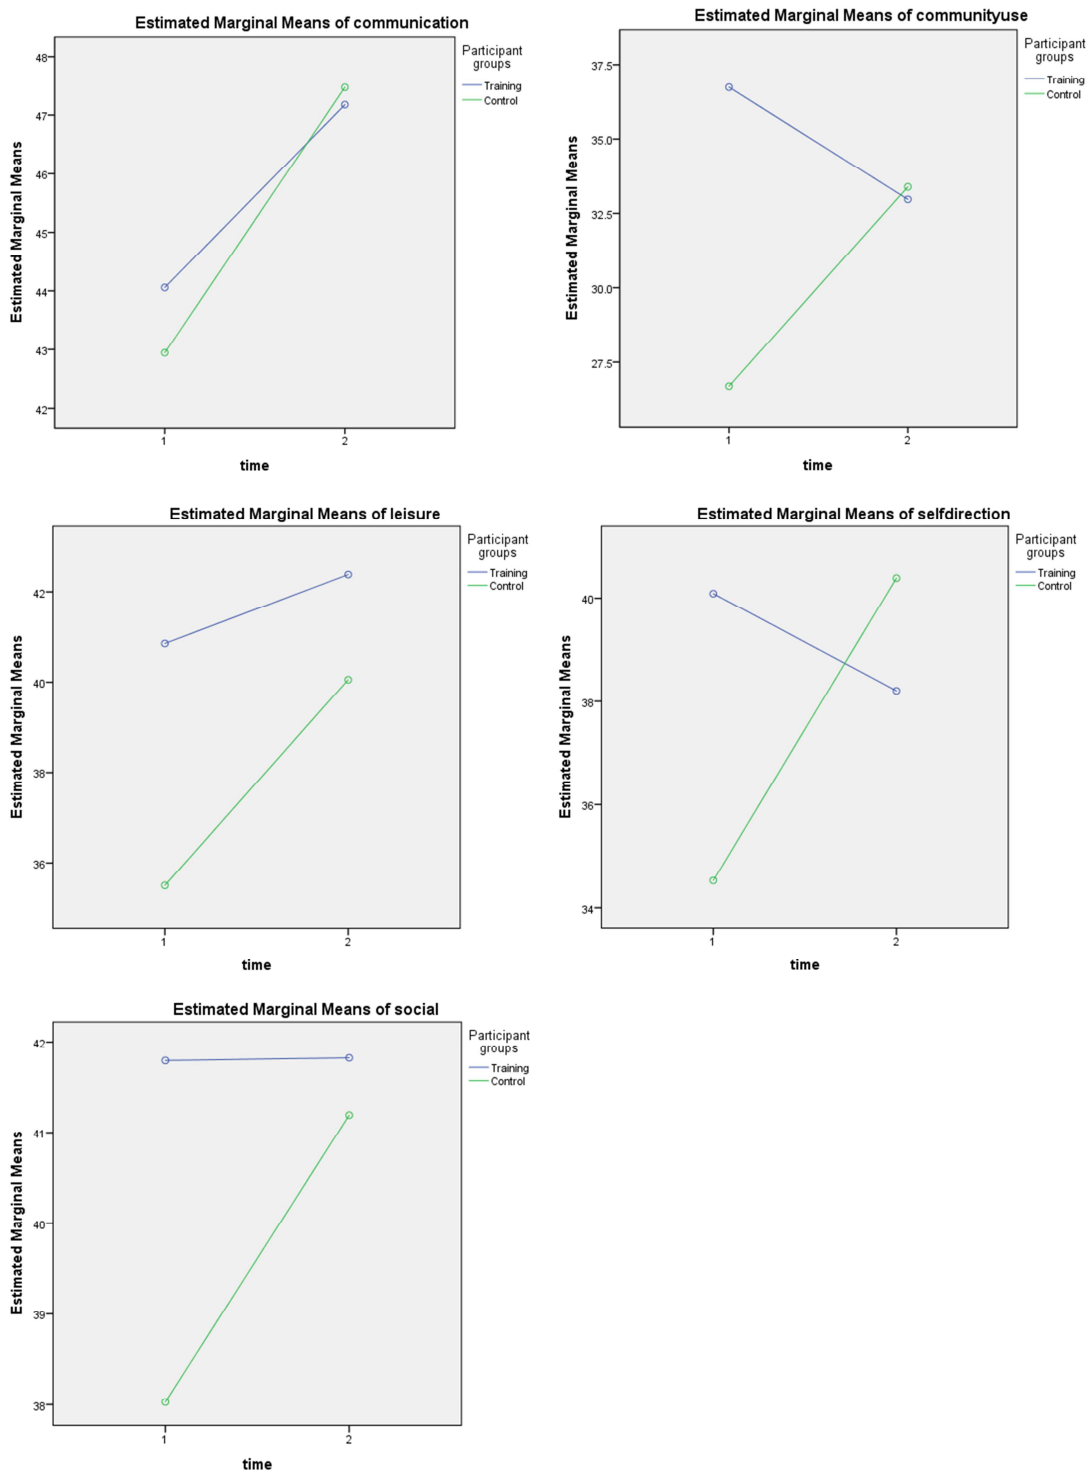 Estimated Marginal Means of communication
Participant
groups
Training
Control
Estimated Marginal Means
48
47
46
45
44
43
42
1
2
time
Estimated Marginal Means of communityuse
Participant
groups
Training
Control
Estimated Marginal Means
37.5
35.0
32.5
30.0
27.5
1
2
time
Estimated Marginal Means of leisure
Participant
groups
Training
Control
Estimated Marginal Means
42
40
38
36
1
2
time
Estimated Marginal Means of selfdirection
Participant
groups
Training
Control
Estimated Marginal Means
40
38
36
34
1
2
time
Estimated Marginal Means of social
Participant
groups
Training
Control
Estimated Marginal Means
42
41
40
39
38
1
2
time